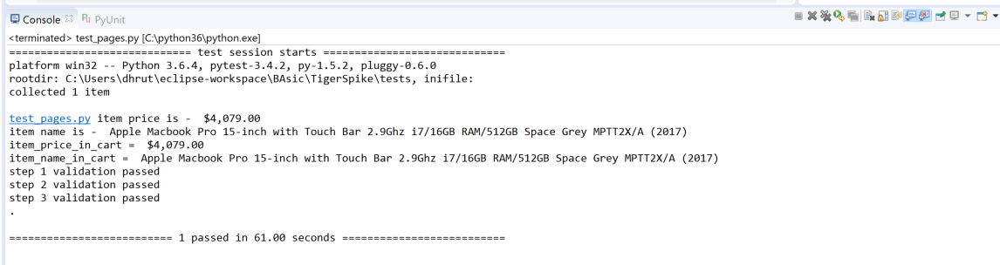 Console PyUnit
<terminated> test_pages.py [C:\python36\python.exe]
============================= test session starts =============================
platform win32 -- Python 3.6.4, pytest-3.4.2, py-1.5.2, pluggy-0.6.0
rootdir: C:\Users\dhrut\eclipse-workspace\BAsic\TigerSpike\tests, inifile:
collected 1 item
test_pages.py item price is -  $4,079.00
item name is -  Apple Macbook Pro 15-inch with Touch Bar 2.9Ghz i7/16GB RAM/512GB Space Grey MPTT2X/A (2017)
item_price_in_cart =  $4,079.00
item_name_in_cart =  Apple Macbook Pro 15-inch with Touch Bar 2.9Ghz i7/16GB RAM/512GB Space Grey MPTT2X/A (2017)
step 1 validation passed
step 2 validation passed
step 3 validation passed
.
========================== 1 passed in 61.00 seconds ==========================